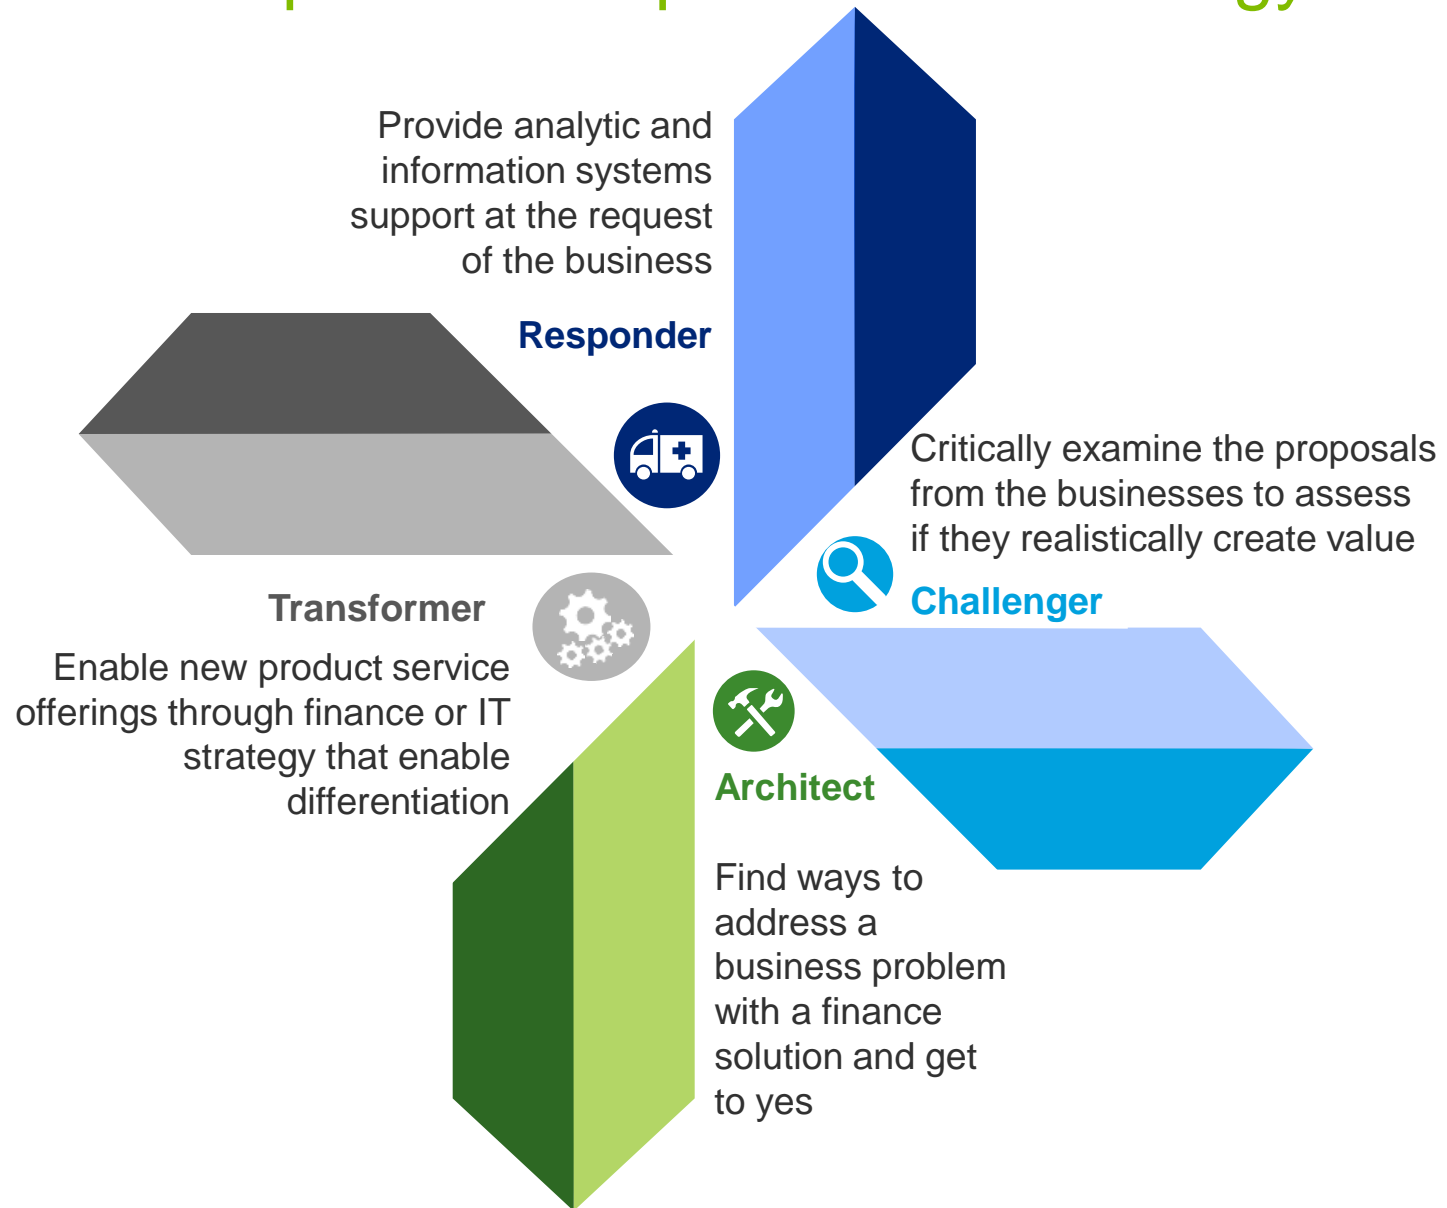 Provide analytic and
information systems
support at the request
of the business
Responder
Critically examine the proposals
from the businesses to assess
if they realistically create value
Challenger
Transformer
Enable new product service
offerings through finance or IT
strategy that enable
differentiation
Architect
Find ways to
address a
business problem
with a finance
solution and get
to yes